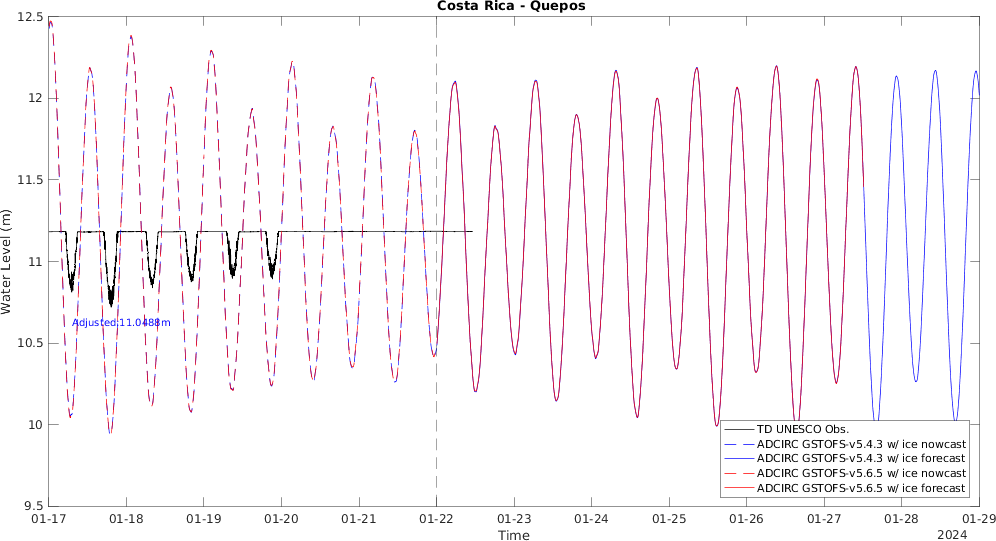 Costa Rica - Quepos
Water Level (m)
12.5
12
11.5
11
10.5
10
9.5
Adjusted:11.0488m
TD UNESCO Obs.
ADCIRC GSTOFS-v5.4.3 w/ ice nowcast
ADCIRC GSTOFS-v5.4.3 w/ ice forecast
ADCIRC GSTOFS-v5.6.5 w/ ice nowcast
ADCIRC GSTOFS-v5.6.5 w/ ice forecast
01-17 01-18 01-19 01-20 01-21 01-22 01-23 01-24 01-25 01-26 01-27 01-28 01-29
Time
2024